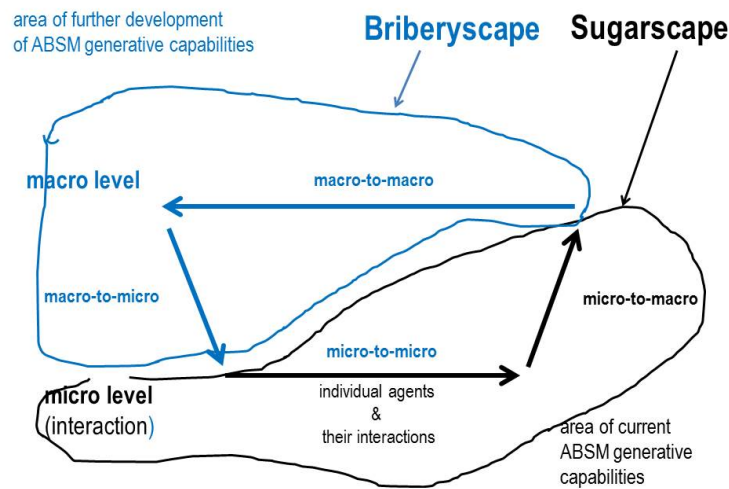 area of further development
of ABSM generative capabilities
Briberyscape
Sugarscape
macro level
macro-to-macro
macro-to-micro
micro-to-macro
micro-to-micro
micro level
(interaction)
individual agents
&
their interactions
area of current
ABSM generative
capabilities